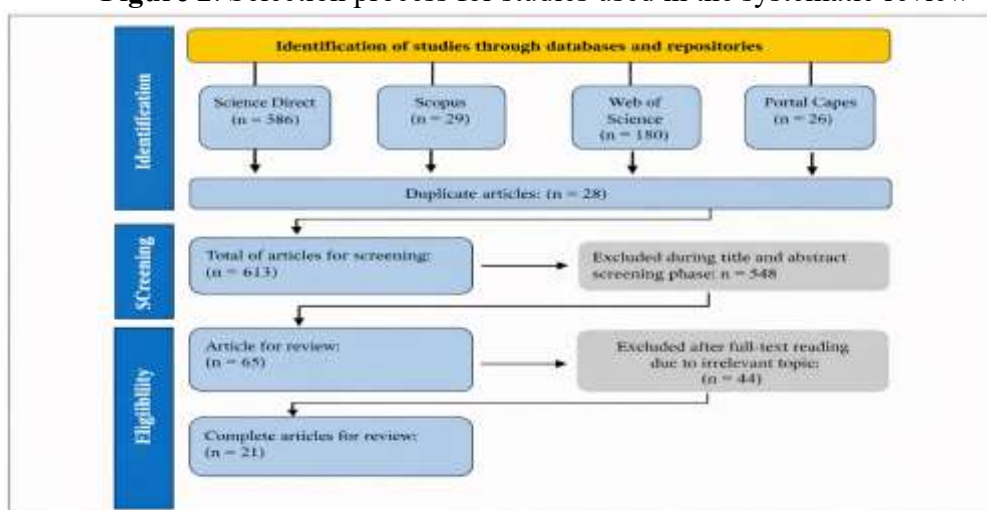 Figure 2: Selection process for studies used in the systematic review
Identification of studies through databases and repositories
Identification
Science Direct
(n = 586)
Scopus
(n = 29)
Web of
Science
(n = 180)
Portal Capes
(n = 26)
Duplicate articles: (n = 28)
SCreening
Total of articles for screening:
(n = 613)
Excluded during title and abstract
screening phase: n = 548
Eligibility
Article for review:
(n = 65)
Excluded after full-text reading
due to irrelevant topic:
(n = 44)
Complete articles for review:
(n = 21)